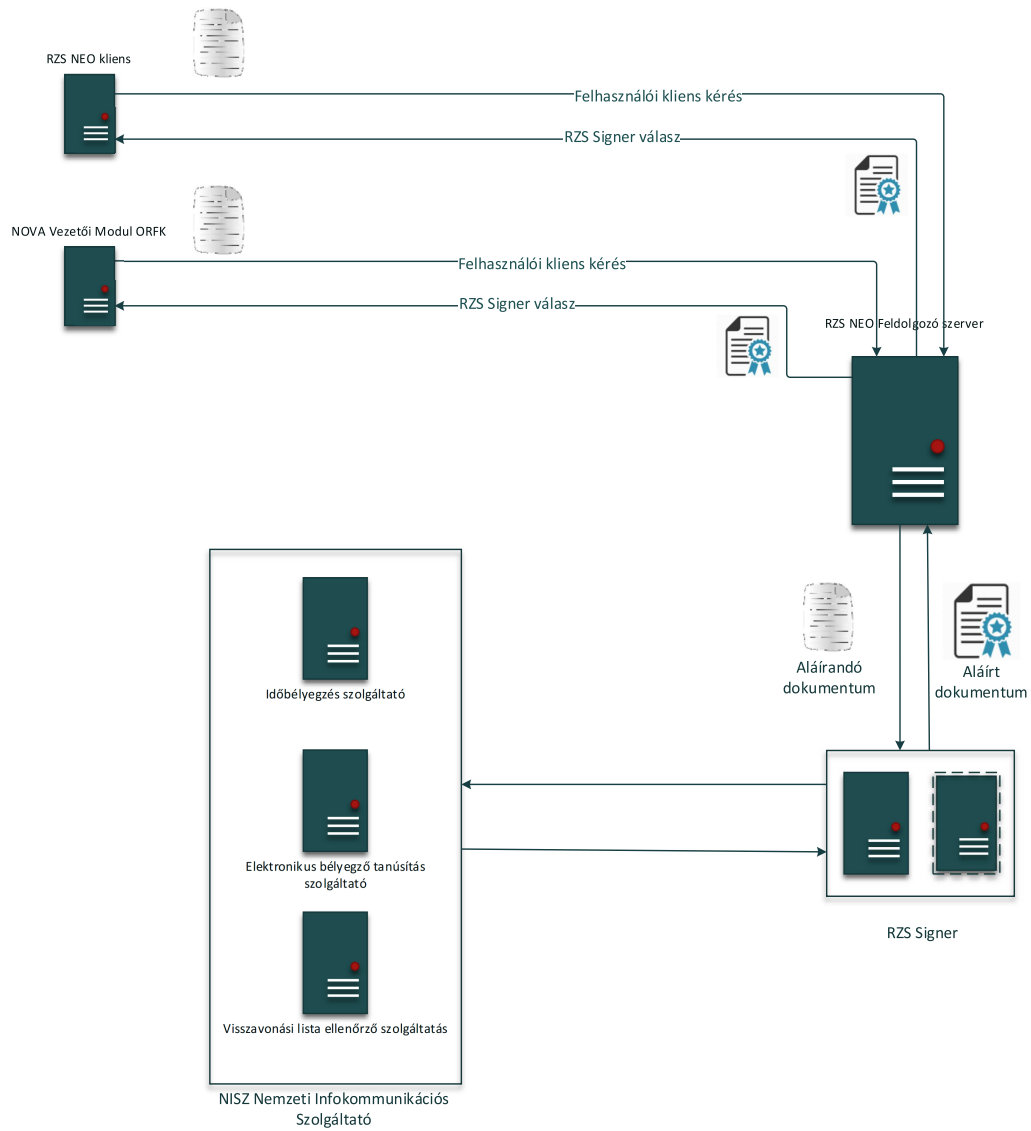 RZS NEO kliens
Felhasználói kliens kérés
RZS Signer válasz
NOVA Vezetői Modul ORFK
Felhasználói kliens kérés
RZS Signer válasz
RZS NEO Feldolgozó szerver
Aláírandó
dokumentum
Aláírt
dokumentum
Időbélyegzés szolgáltató
Elektronikus bélyegző tanúsítás
szolgáltató
RZS Signer
Visszavonási lista ellenőrző szolgáltatás
NISZ Nemzeti Infokommunikációs
Szolgáltató